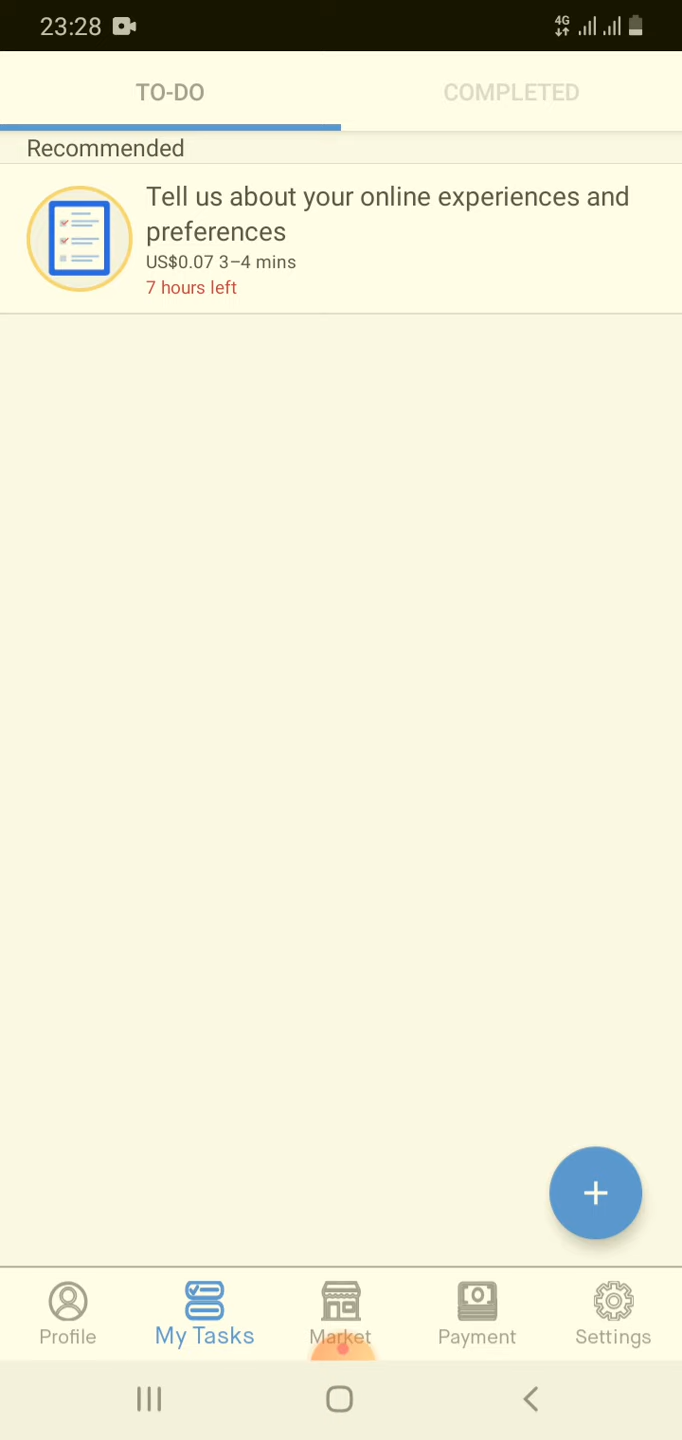 23:28
4G
TO-DO
COMPLETED
Recommended
Tell us about your online experiences and
preferences
US$0.07 3–4 mins
7 hours left
+
Profile
My Tasks
Market
Payment
Settings